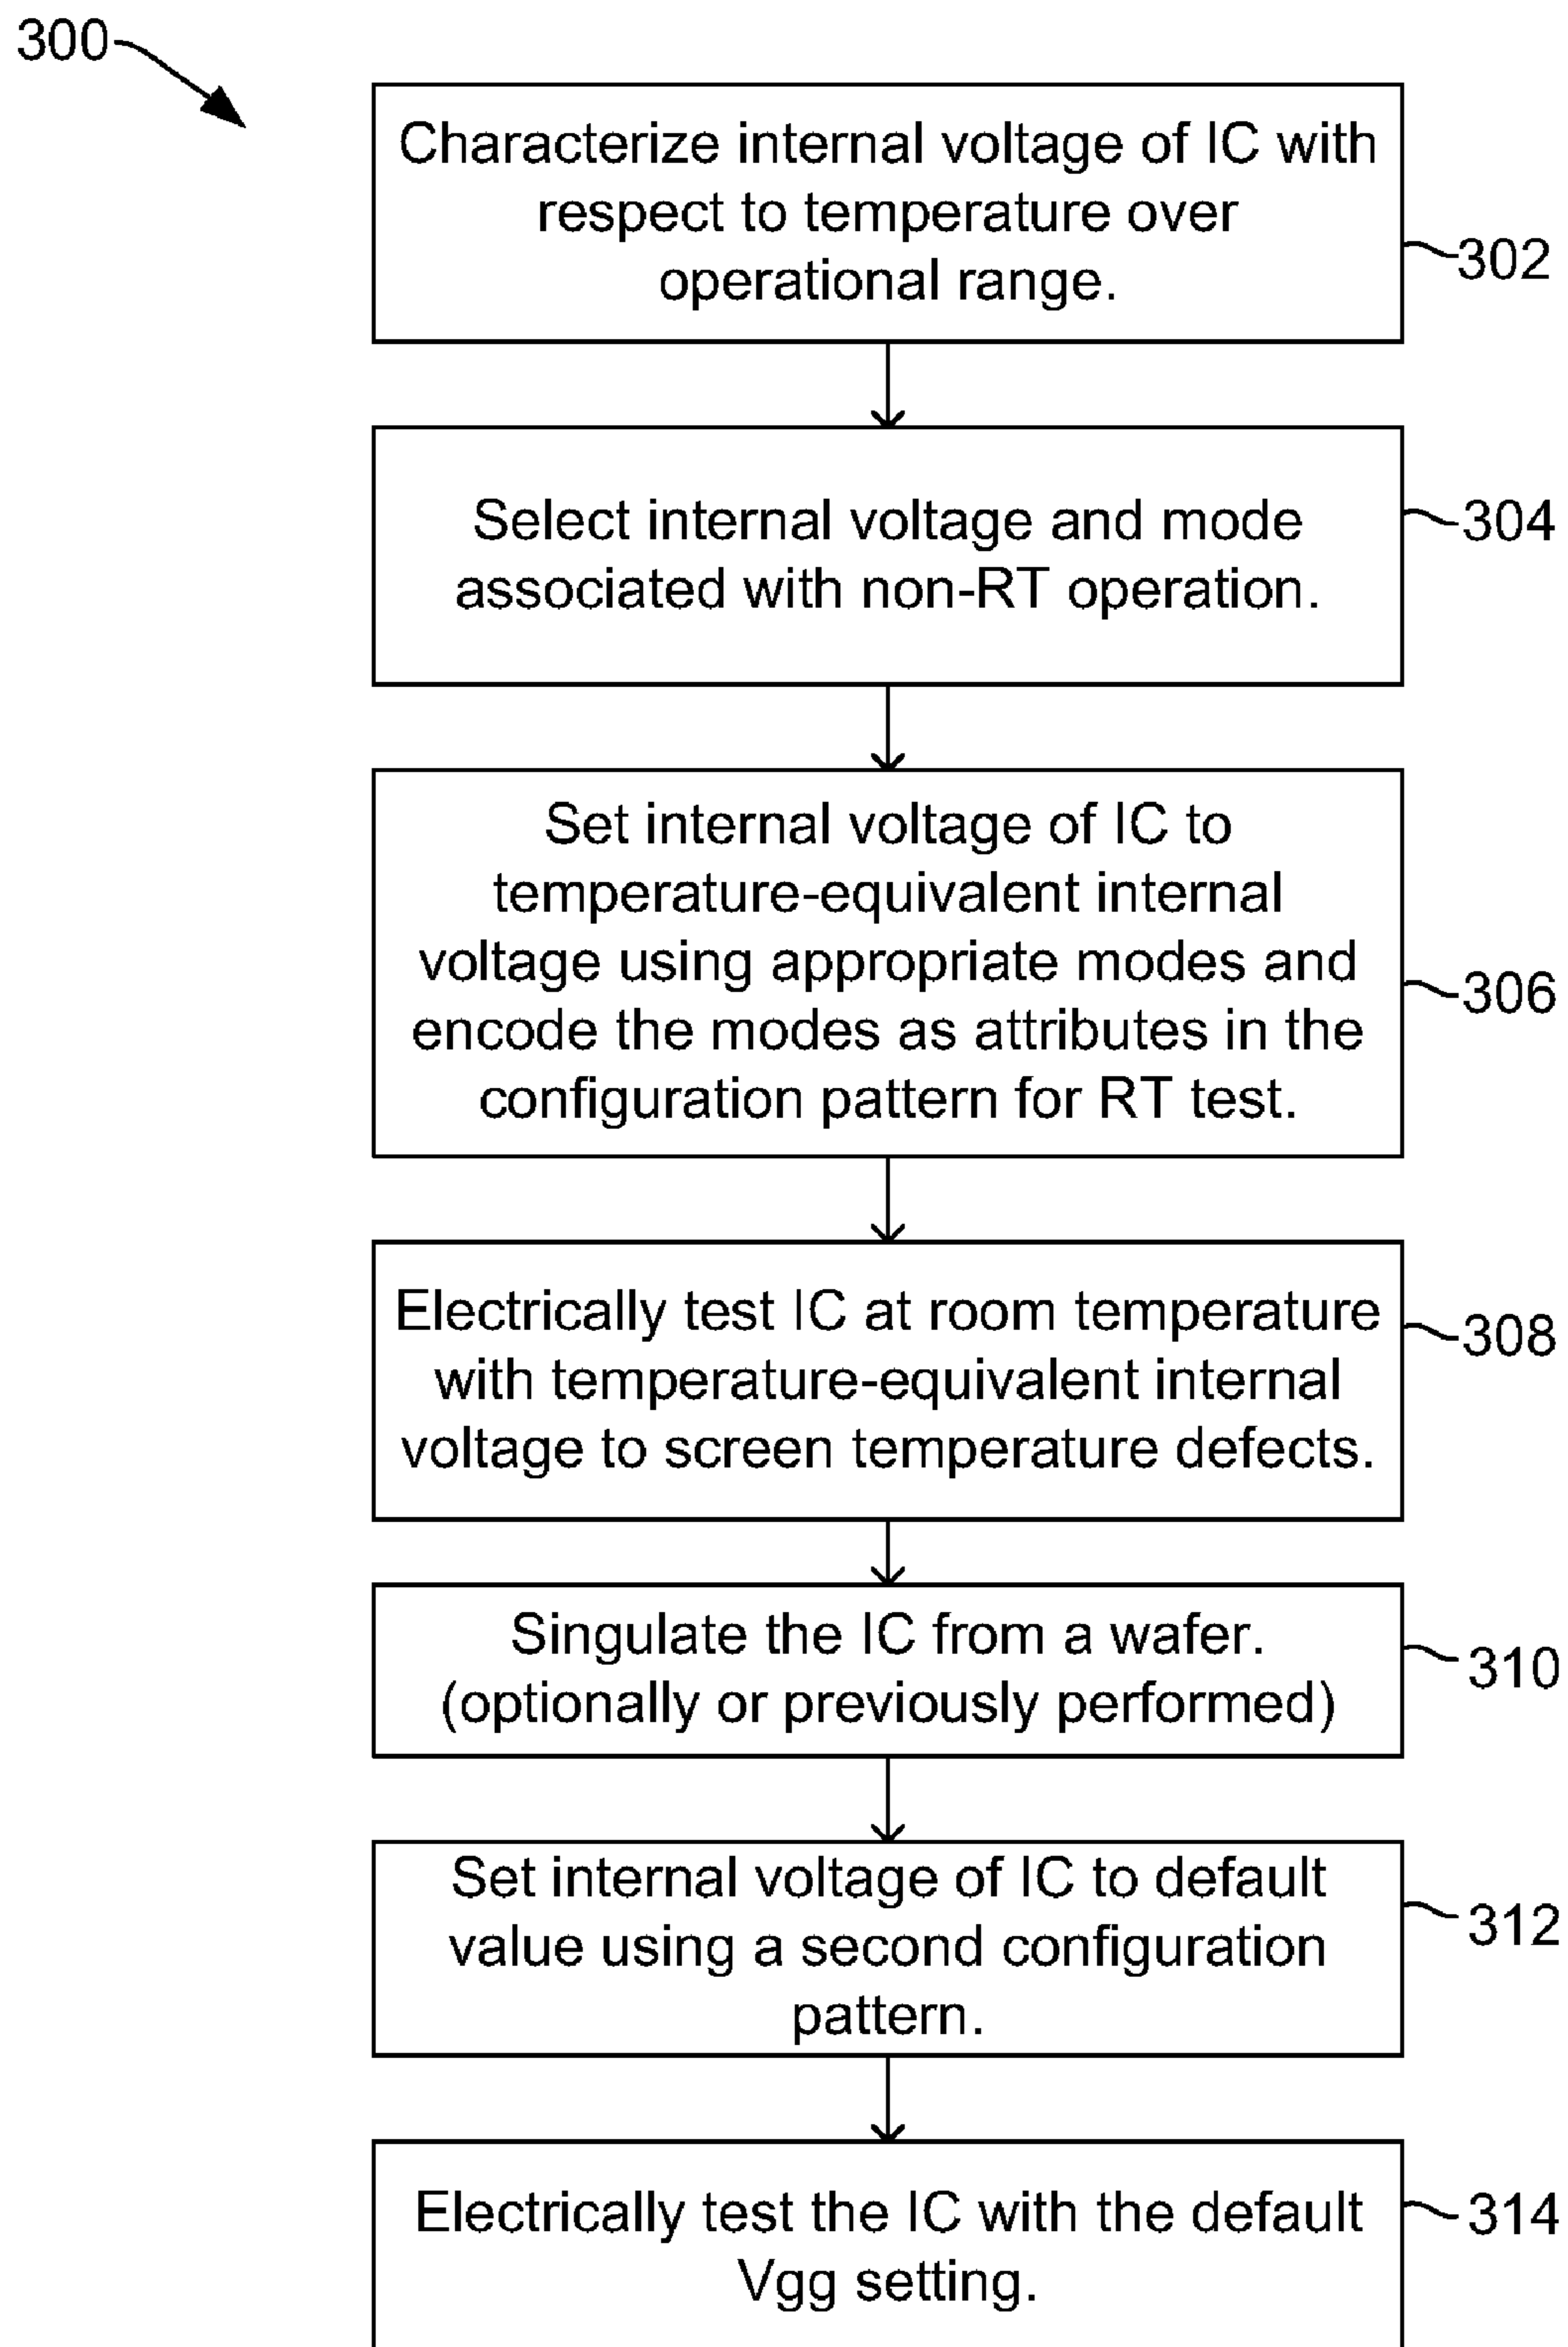 300
Characterize internal voltage of IC with
respect to temperature over
operational range.
302
Select internal voltage and mode
associated with non-RT operation.
304
Set internal voltage of IC to
temperature-equivalent internal
voltage using appropriate modes and
encode the modes as attributes in the
configuration pattern for RT test.
306
Electrically test IC at room temperature
with temperature-equivalent internal
voltage to screen temperature defects.
308
Singulate the IC from a wafer.
(optionally or previously performed)
310
Set internal voltage of IC to default
value using a second configuration
pattern.
312
Electrically test the IC with the default
Vgg setting.
314